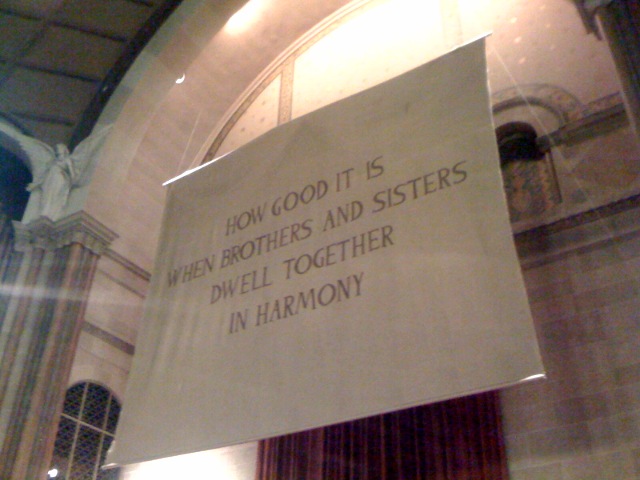 HOW GOOD IT IS
WHEN BROTHERS AND SISTERS
DWELL TOGETHER
IN HARMONY